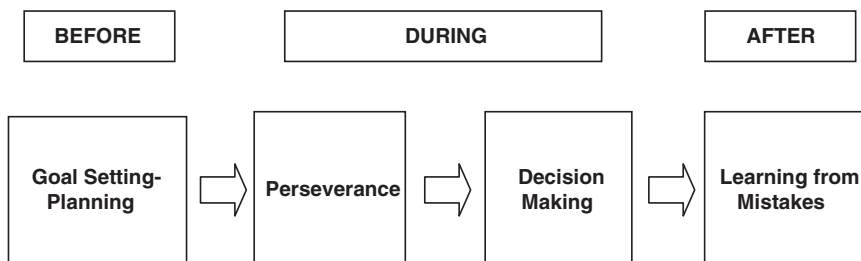 BEFORE
DURING
AFTER
Goal Setting-
Planning
Perseverance
Decision
Making
Learning from
Mistakes